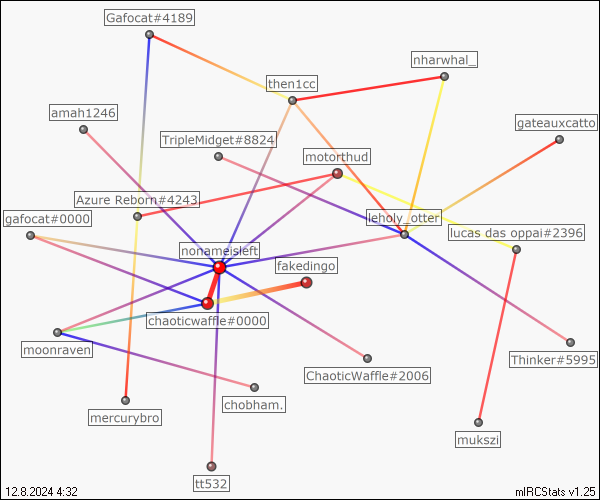 Gafocat#4189
nharwhal_
then1cc
amah1246
gateauxcatto
TripleMidget#8824
motorthud
Azure Reborn#4243
gafocat#0000
leholy_otter
lucas das oppai#2396
nonameisleft
fakedingo
chaoticwaffle#0000
moonraven
Thinker#5995
ChaoticWaffle#2006
chobham.
mercurybro
mukszi
tt532
12.8.2024 4:32
mIRCStats v1.25